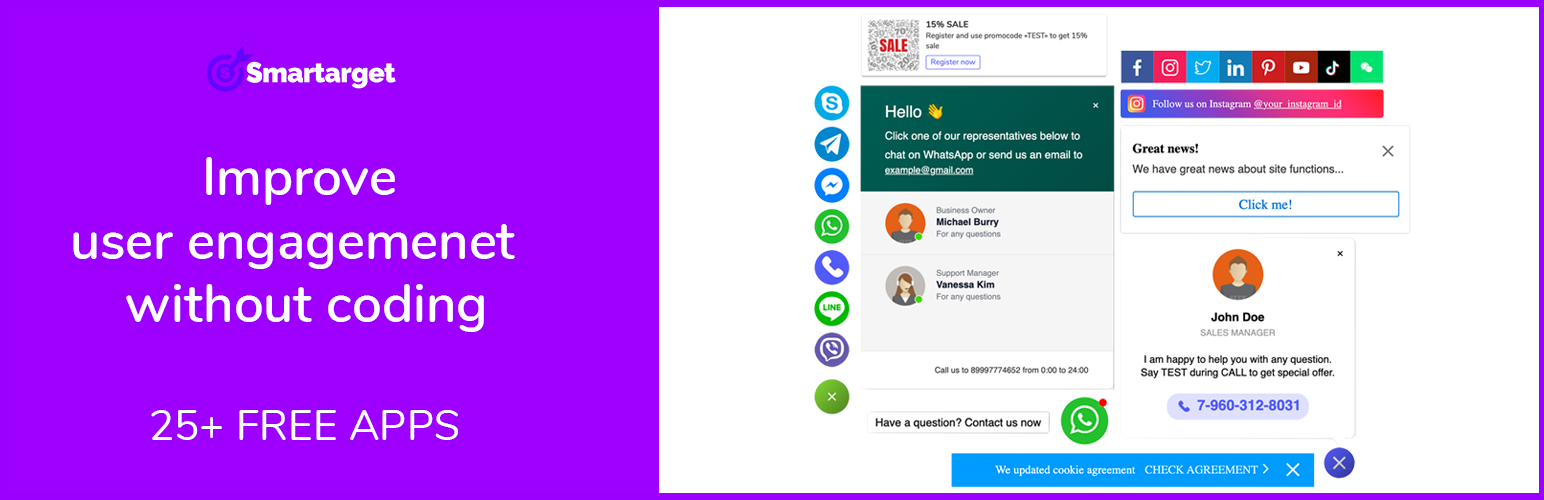 Smartarget
Improve
user engagemenet
without coding
25+ FREE APPS
SALE
15% SALE
Register and use promocode «TEST» to get 15%
sale
Register now
Hello 👋
×
Click one of our representatives below to
chat on WhatsApp or send us an email to
example@gmail.com
Business Owner
Michael Burry
For any questions
Support Manager
Vanessa Kim
For any questions
Call us to 89997774652 from 0:00 to 24:00
LINE
Have a question? Contact us now
Follow us on Instagram @your_instagram_id
Great news!
We have great news about site functions...
Click me!
John Doe
SALES MANAGER
I am happy to help you with any question.
Say TEST during CALL to get special offer.
7-960-312-8031
We updated cookie agreement CHECK AGREEMENT